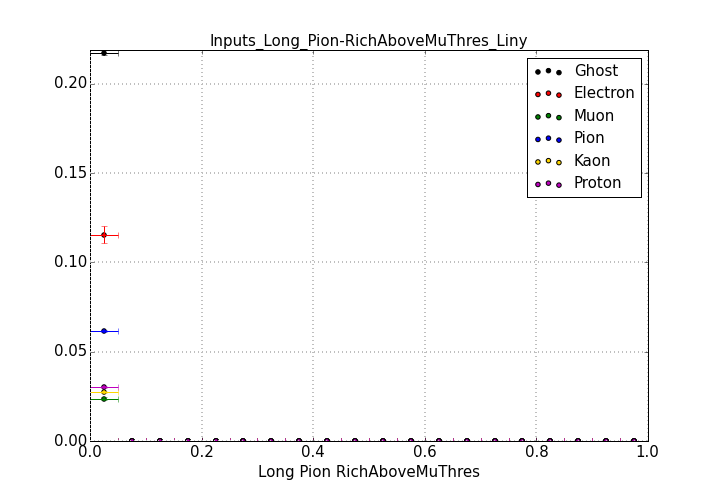 Inputs_Long_Pion-RichAboveMuThres_Liny
0.20
0.15
0.10
0.05
0.00
Ghost
Electron
Muon
Pion
Kaon
Proton
0.0 0.2 0.4 0.6 0.8 1.0
Long Pion RichAboveMuThres